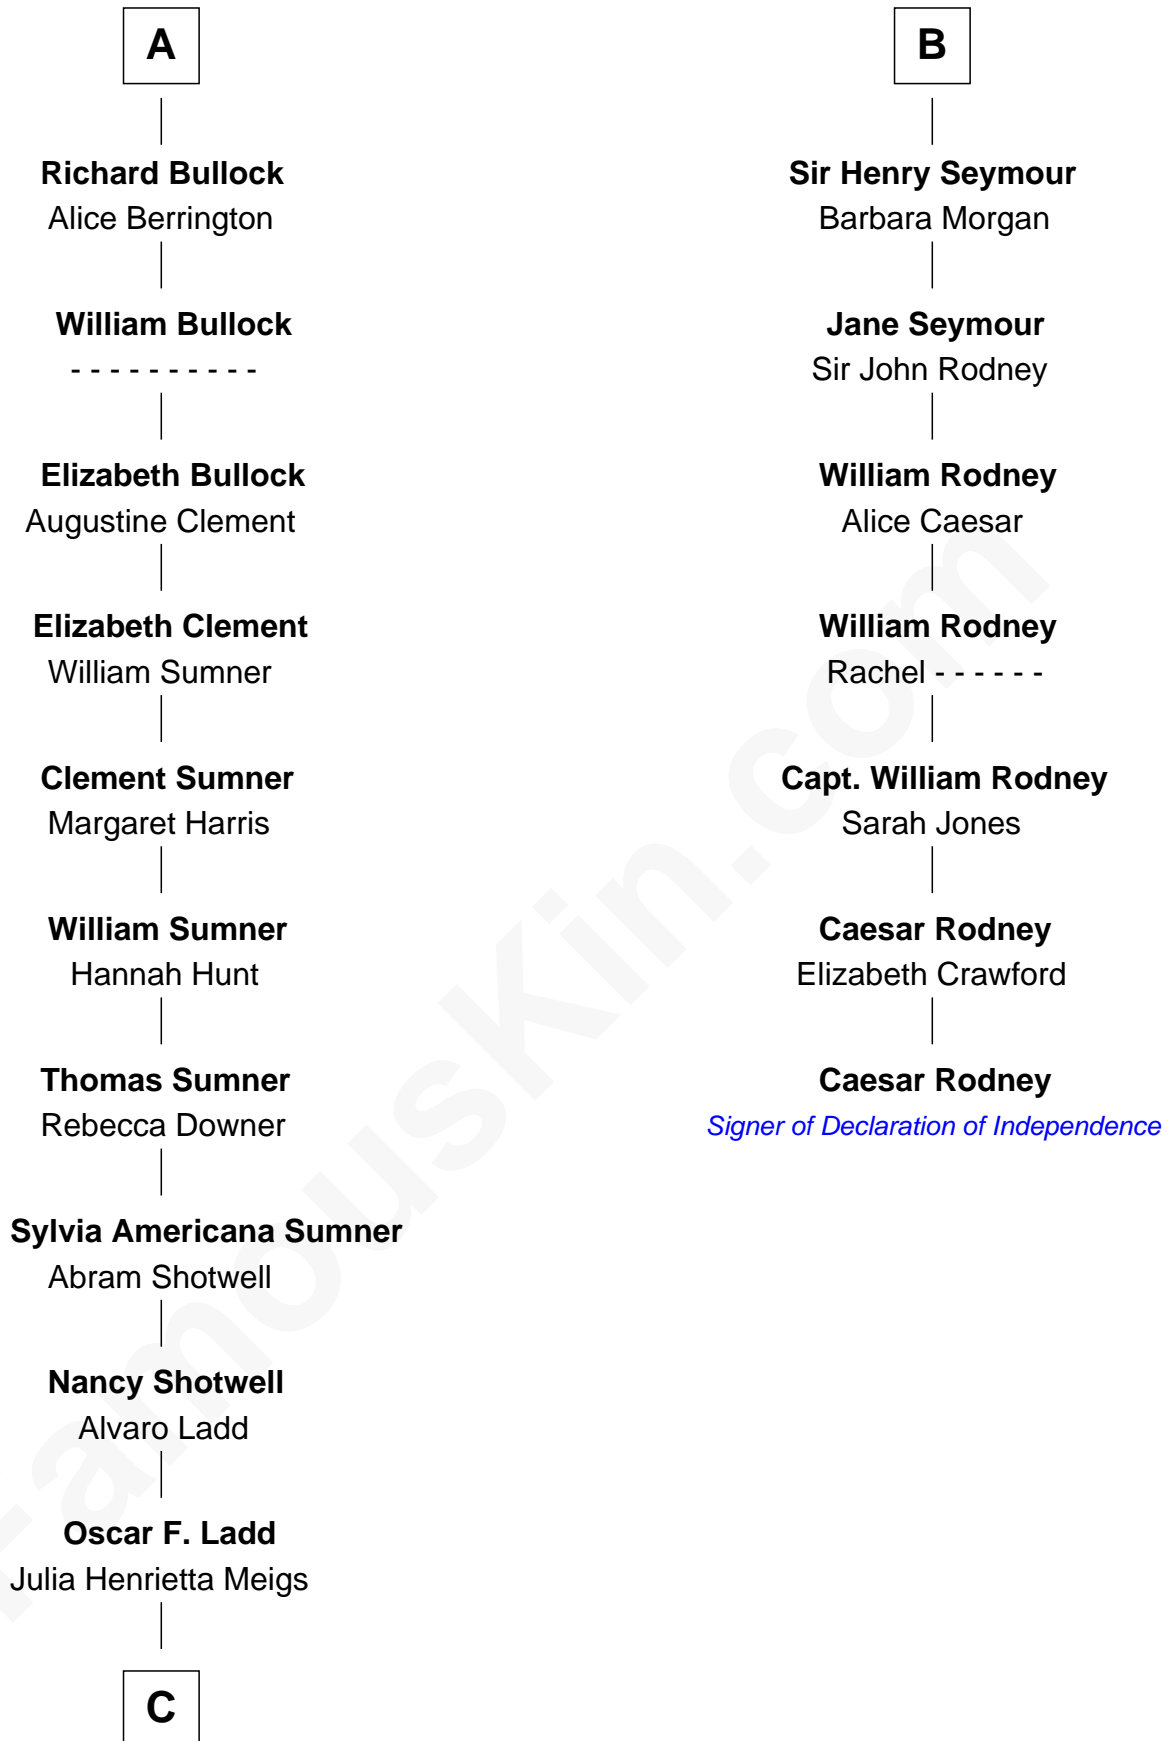 A
Richard Bullock
Alice Berrington
William Bullock
- - - - - - - - - -
Elizabeth Bullock
Augustine Clement
Elizabeth Clement
William Sumner
Clement Sumner
Margaret Harris
William Sumner
Hannah Hunt
Thomas Sumner
Rebecca Downer
Sylvia Americana Sumner
Abram Shotwell
Nancy Shotwell
Alvaro Ladd
Oscar F. Ladd
Julia Henrietta Meigs
C
B
Sir Henry Seymour
Barbara Morgan
Jane Seymour
Sir John Rodney
William Rodney
Alice Caesar
William Rodney
Rachel - - - - - -
Capt. William Rodney
Sarah Jones
Caesar Rodney
Elizabeth Crawford
Caesar Rodney
Signer of Declaration of Independence
FamousKin.com